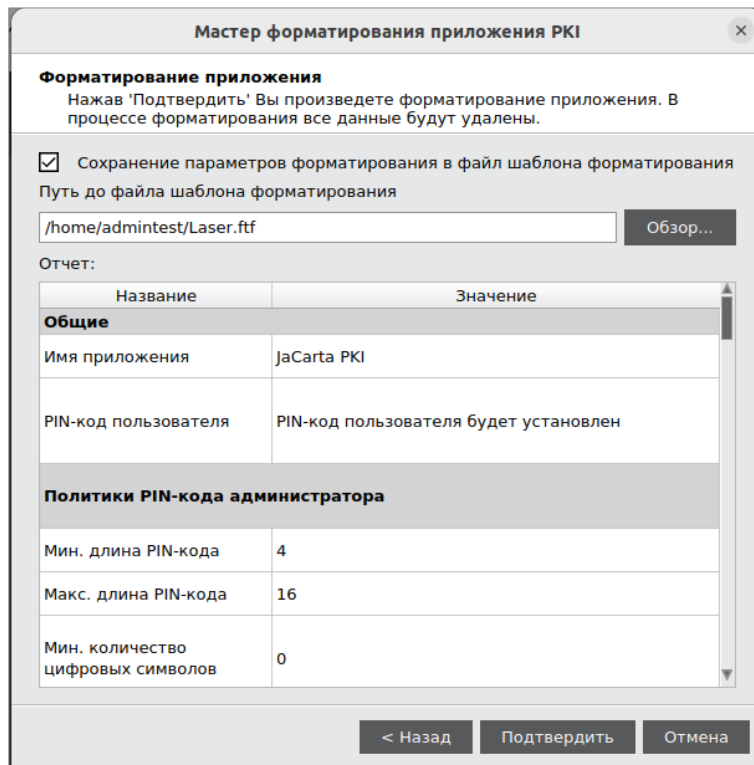 Мастер форматирования приложения PKI
Форматирование приложения
Нажав 'Подтвердить' Вы произведете форматирование приложения. В
процессе форматирования все данные будут удалены.
Сохранение параметров форматирования в файл шаблона форматирования
Путь до файла шаблона форматирования
/home/admintest/Laser.ftf
Обзор...
Отчет:
Название Значение
Общие
Имя приложения JaCarta PKI
PIN-код пользователя PIN-код пользователя будет установлен
Политики PIN-кода администратора
Мин. длина PIN-кода 4
Макс. длина PIN-кода 16
Мин. количество
цифровых символов 0
< Назад Подтвердить Отмена